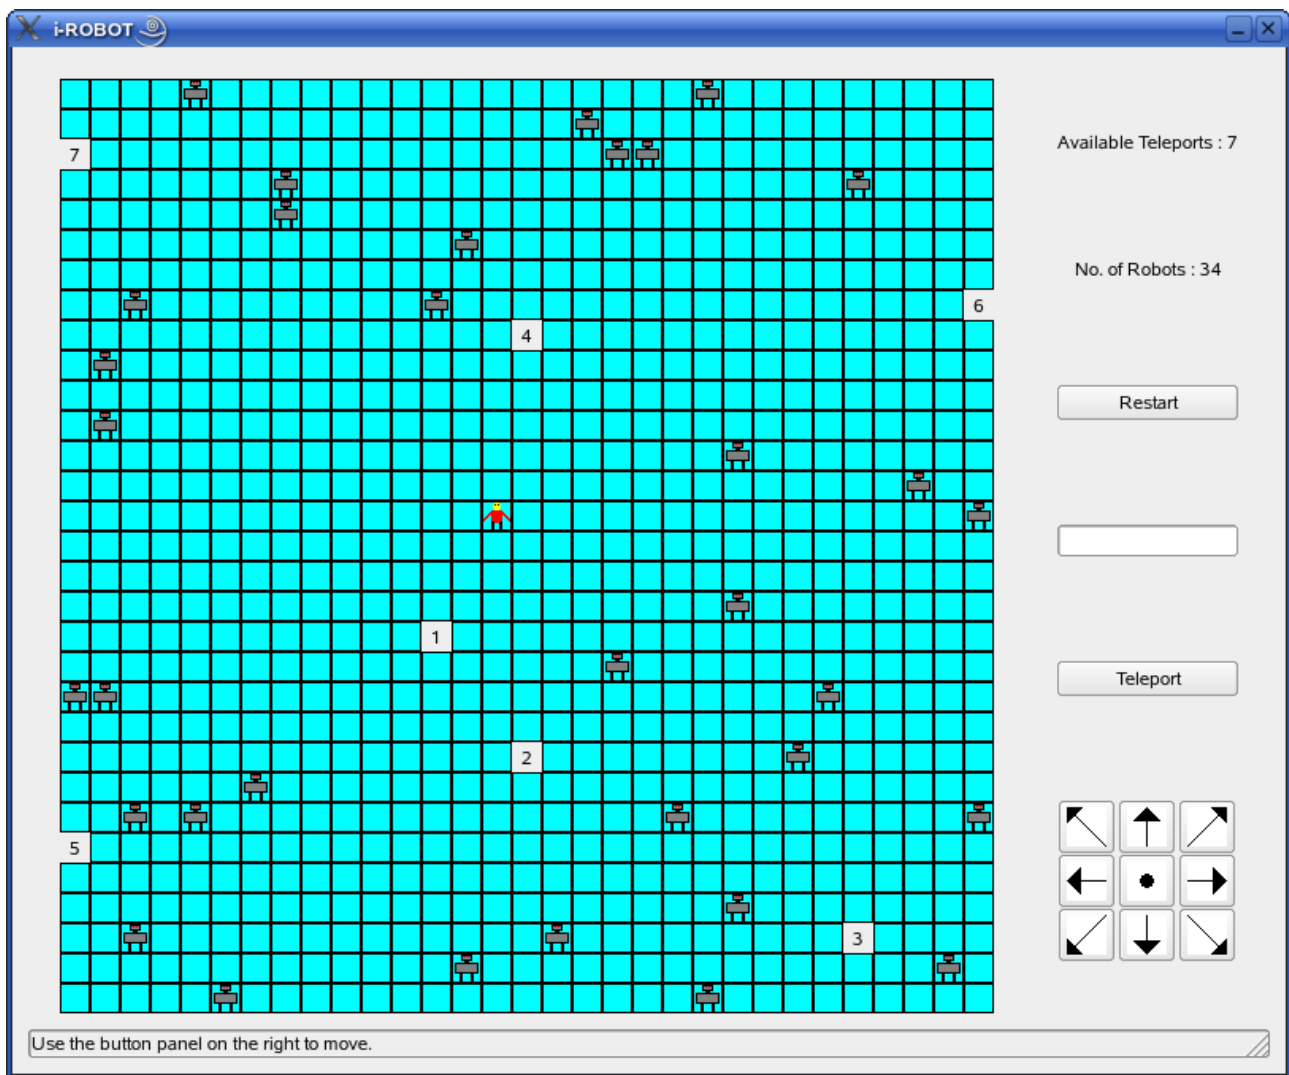 i-ROBOT
7
Available Teleports : 7
No. of Robots : 34
6
4
Restart
1
Teleport
2
5
3
Use the button panel on the right to move.